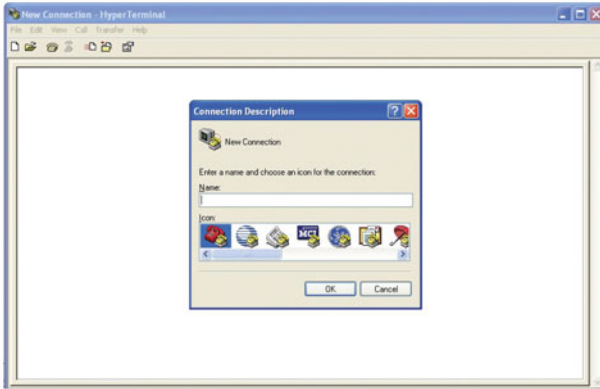 New Connection - HyperTerminal
File Edit View Call Transfer Help
Connection Description
New Connection
Enter a name and choose an icon for the connection:
Name:
Icon:
MCI
OK Cancel